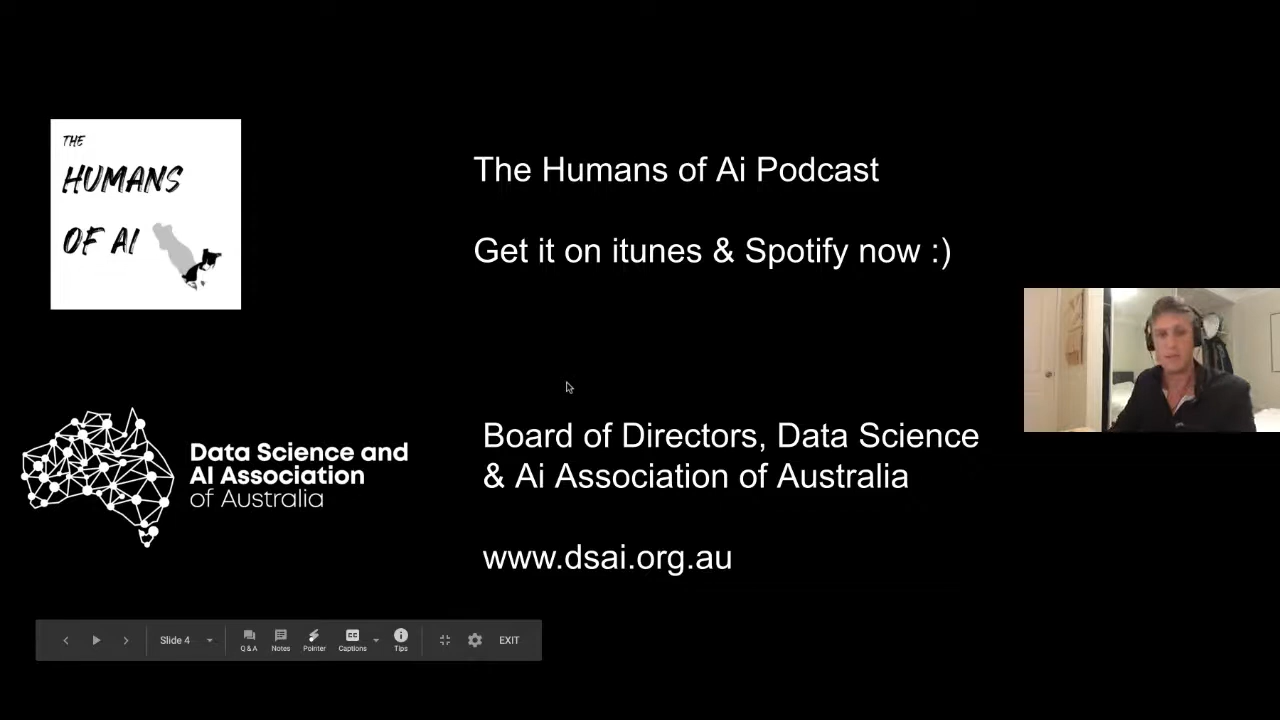 THE
HUMANS
OF AI
The Humans of Ai Podcast
Get it on itunes & Spotify now :)
Data Science and
AI Association
of Australia
Board of Directors, Data Science
& Ai Association of Australia
www.dsai.org.au
Slide 4
Q&A
Notes
Pointer
Captions
CC
Tips
EXIT